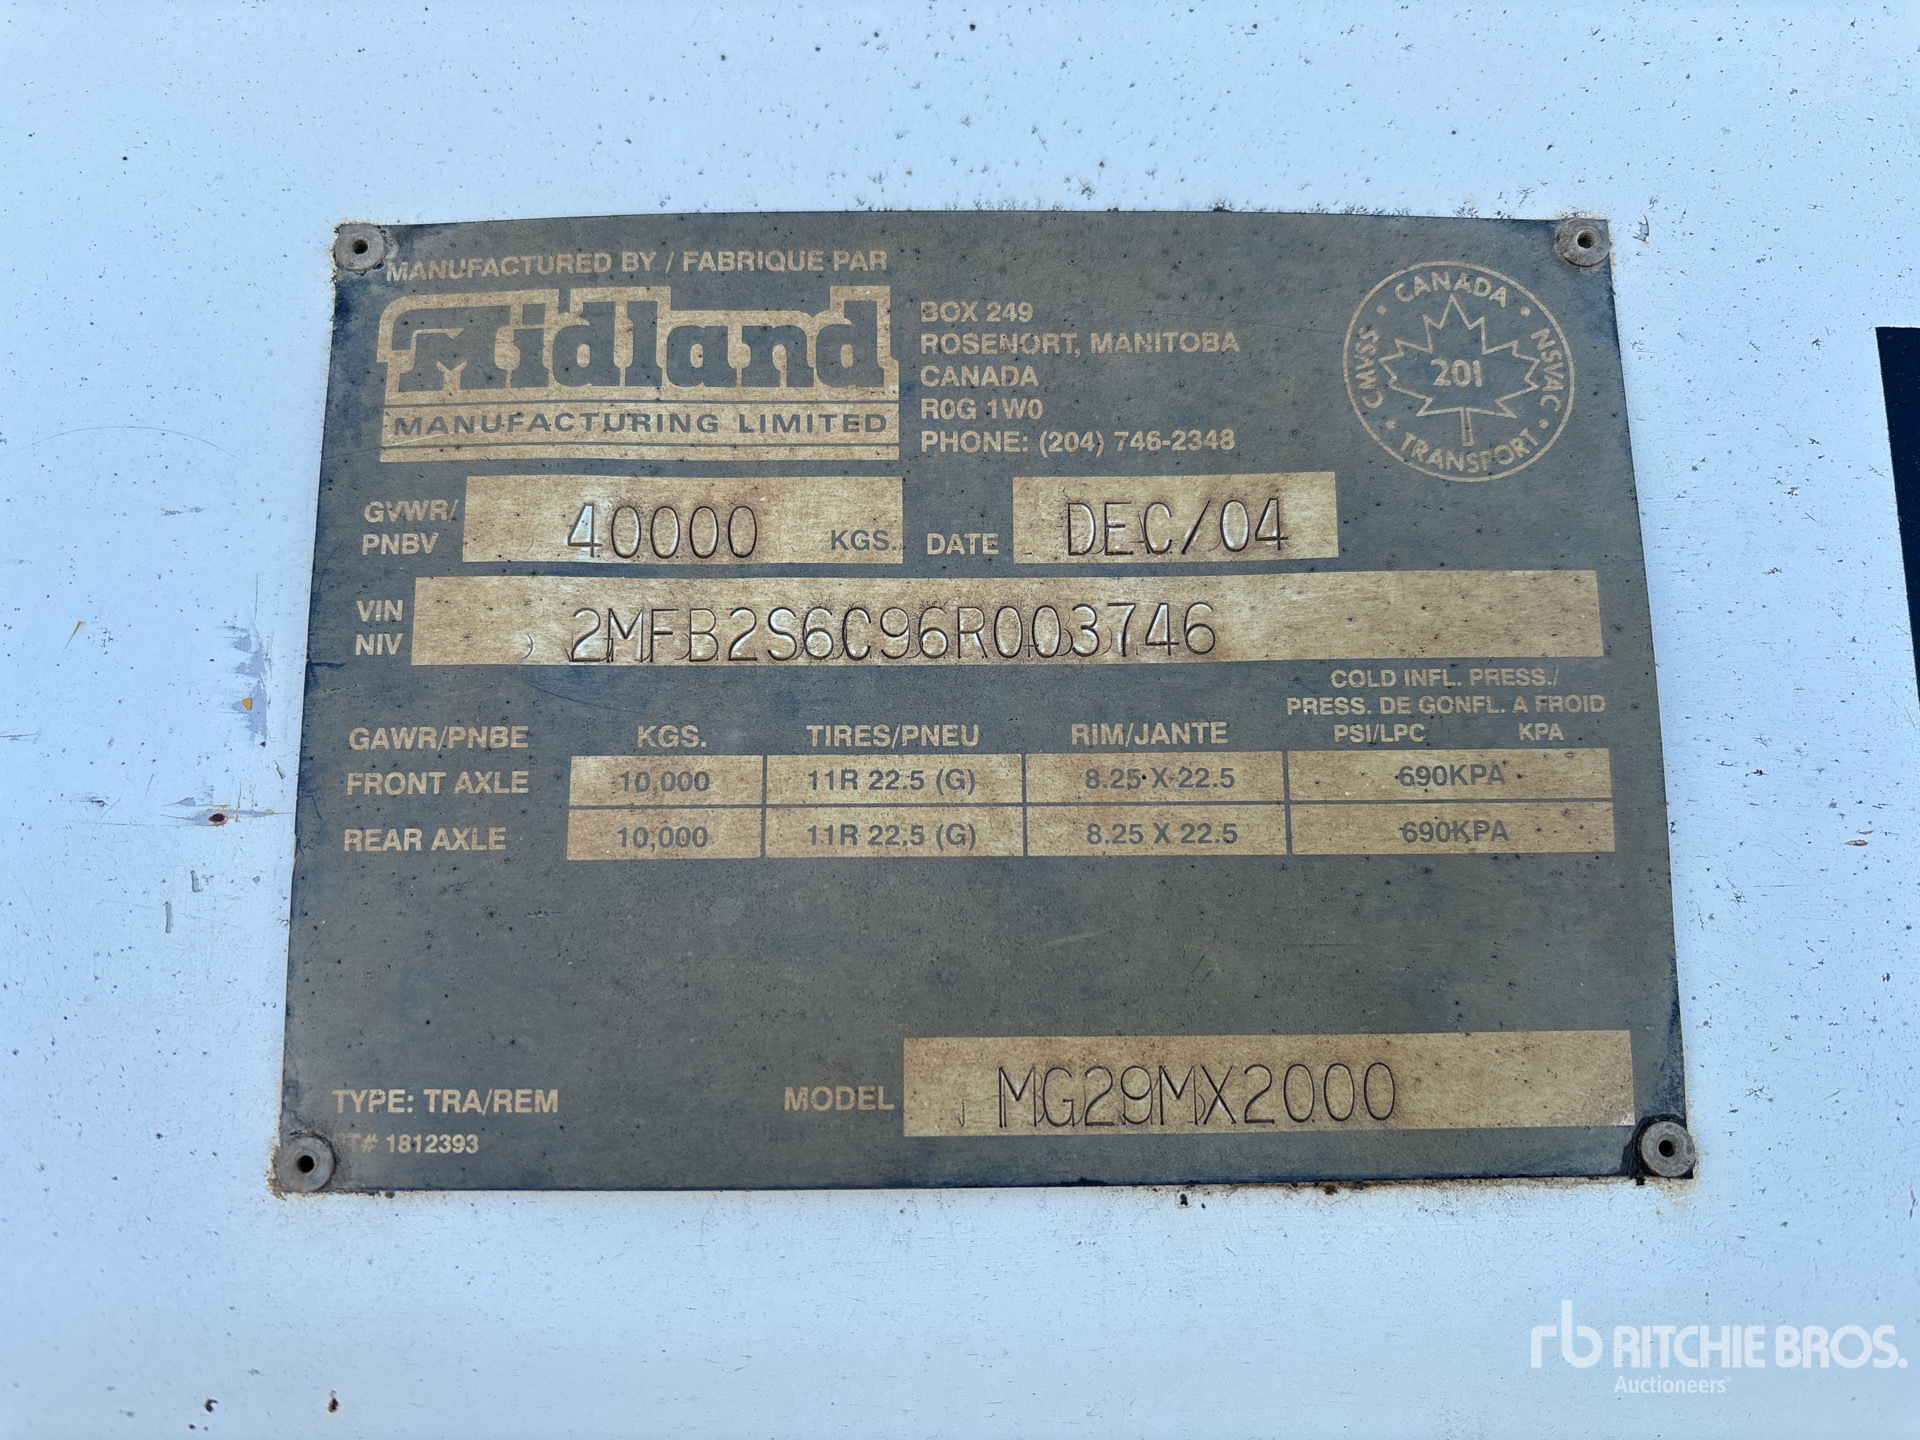 MANUFACTURED BY / FABRIQUE PAR
Midland
MANUFACTURING LIMITED
BOX 249
ROSENORT, MANITOBA
CANADA
R0G 1W0
PHONE: (204) 746-2348
CANADA
CMVSS 201 NSVAC
TRANSPORT
GVWR/
PNBV
40000 KGS. DATE DEC/04
VIN
NIV
2MFB2S6C96R003746
COLD INFL. PRESS./
PRESS. DE GONFL. A FROID
GAWR/PNBE KGS. TIRES/PNEU RIM/JANTE PSI/LPC KPA
FRONT AXLE 10,000 11R 22.5 (G) 8.25 X 22.5 690KPA
REAR AXLE 10,000 11R 22.5 (G) 8.25 X 22.5 690KPA
TYPE: TRA/REM MODEL MG29MX2000
1812393
rb RITCHIE BROS.
Auctioneers